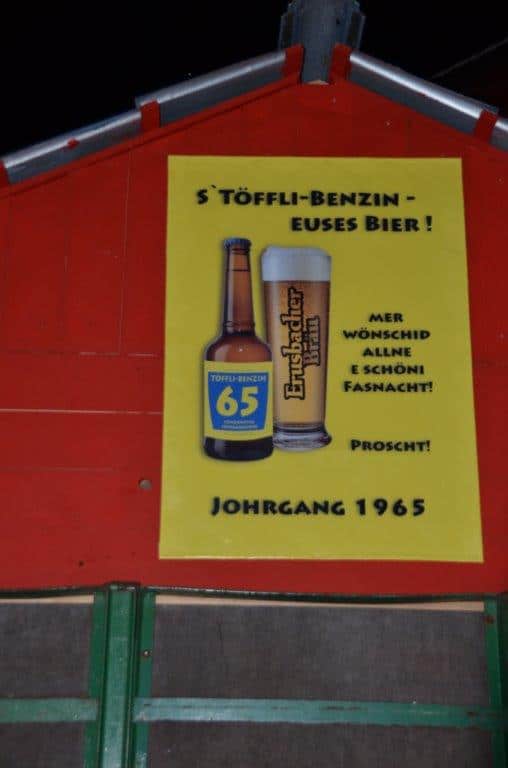 S`TÖFFLI-BENZIN -
EUSES BIER !
Erusbacher
Bräu
TÖFFLI-BENZIN
65
MER
WÖNSCHID
ALLNE
E SCHÖNI
FASNACHT!
PROSCHT!
JOHRGANG 1965